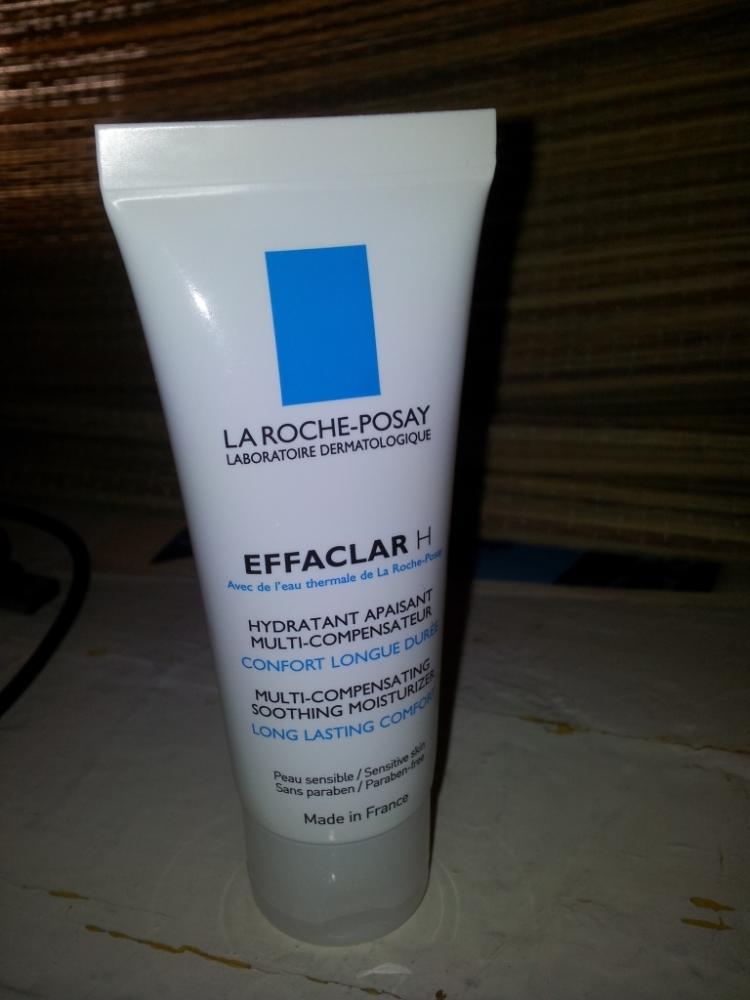 LA ROCHE-POSAY
LABORATOIRE DERMATOLOGIQUE
EFFACLAR H
Avec de l'eau thermale de La Roche-Posay
HYDRATANT APAISANT
MULTI-COMPENSATEUR
CONFORT LONGUE DURÉE
MULTI-COMPENSATING
SOOTHING MOISTURIZER
LONG LASTING COMFORT
Peau sensible / Sensitive skin
Sans paraben / Paraben-free
Made in France